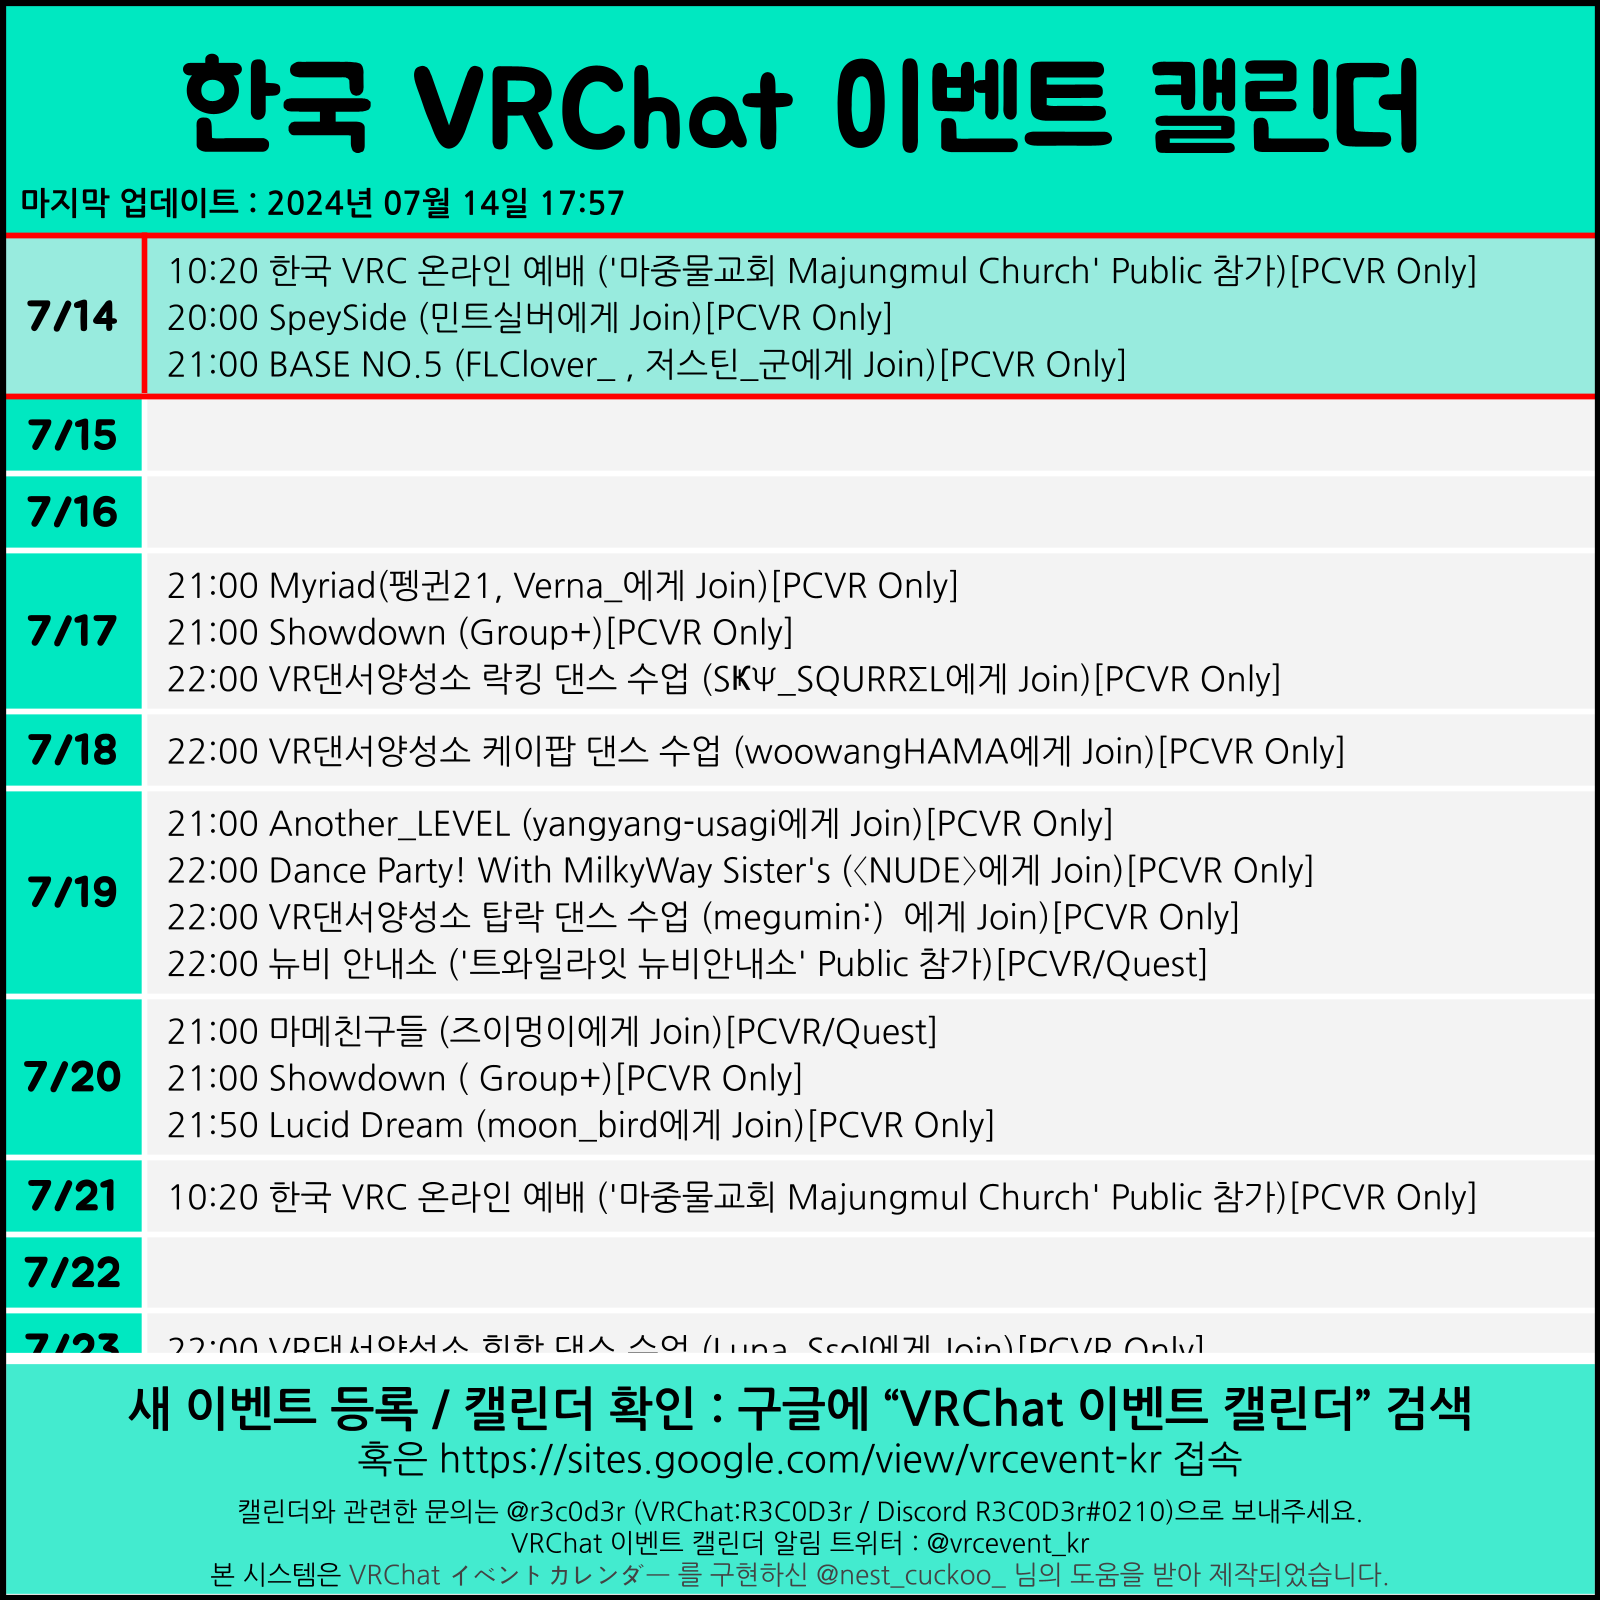 한국 VRChat 이벤트 캘린더
마지막 업데이트 : 2024년 07월 14일 17:57
7/14
10:20 한국 VRC 온라인 예배 ('마중물교회 Majungmul Church' Public 참가)[PCVR Only]
20:00 SpeySide (민트실버에게 Join)[PCVR Only]
21:00 BASE NO.5 (FLClover_ , 저스틴_군에게 Join)[PCVR Only]
7/15
7/16
7/17
21:00 Myriad(펭귄21, Verna_에게 Join)[PCVR Only]
21:00 Showdown (Group+)[PCVR Only]
22:00 VR댄서양성소 락킹 댄스 수업 (SҜΨ_SQURRΣL에게 Join)[PCVR Only]
7/18
22:00 VR댄서양성소 케이팝 댄스 수업 (woowangHAMA에게 Join)[PCVR Only]
7/19
21:00 Another_LEVEL (yangyang-usagi에게 Join)[PCVR Only]
22:00 Dance Party! With MilkyWay Sister's (〈NUDE〉에게 Join)[PCVR Only]
22:00 VR댄서양성소 탑락 댄스 수업 (megumin:)  에게 Join)[PCVR Only]
22:00 뉴비 안내소 ('트와일라잇 뉴비안내소' Public 참가)[PCVR/Quest]
7/20
21:00 마메친구들 (즈이멍이에게 Join)[PCVR/Quest]
21:00 Showdown ( Group+)[PCVR Only]
21:50 Lucid Dream (moon_bird에게 Join)[PCVR Only]
7/21
10:20 한국 VRC 온라인 예배 ('마중물교회 Majungmul Church' Public 참가)[PCVR Only]
7/22
7/23
22:00 VR댄서양성소 힙합 댄스 수업 (Luna_Ssol에게 Join)[PCVR Only]
새 이벤트 등록 / 캘린더 확인 : 구글에 “VRChat 이벤트 캘린더” 검색
혹은 https://sites.google.com/view/vrcevent-kr 접속
캘린더와 관련한 문의는 @r3c0d3r (VRChat:R3C0D3r / Discord R3C0D3r#0210)으로 보내주세요.
VRChat 이벤트 캘린더 알림 트위터 : @vrcevent_kr
본 시스템은 VRChat イベントカレンダー 를 구현하신 @nest_cuckoo_ 님의 도움을 받아 제작되었습니다.